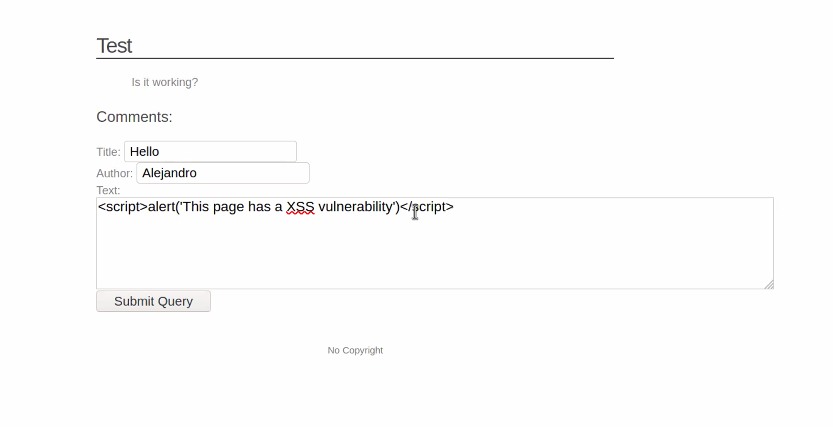 Test
Is it working?
Comments:
Title: Hello
Author: Alejandro
Text:
<script>alert('This page has a XSS vulnerability')</script>
Submit Query
No Copyright